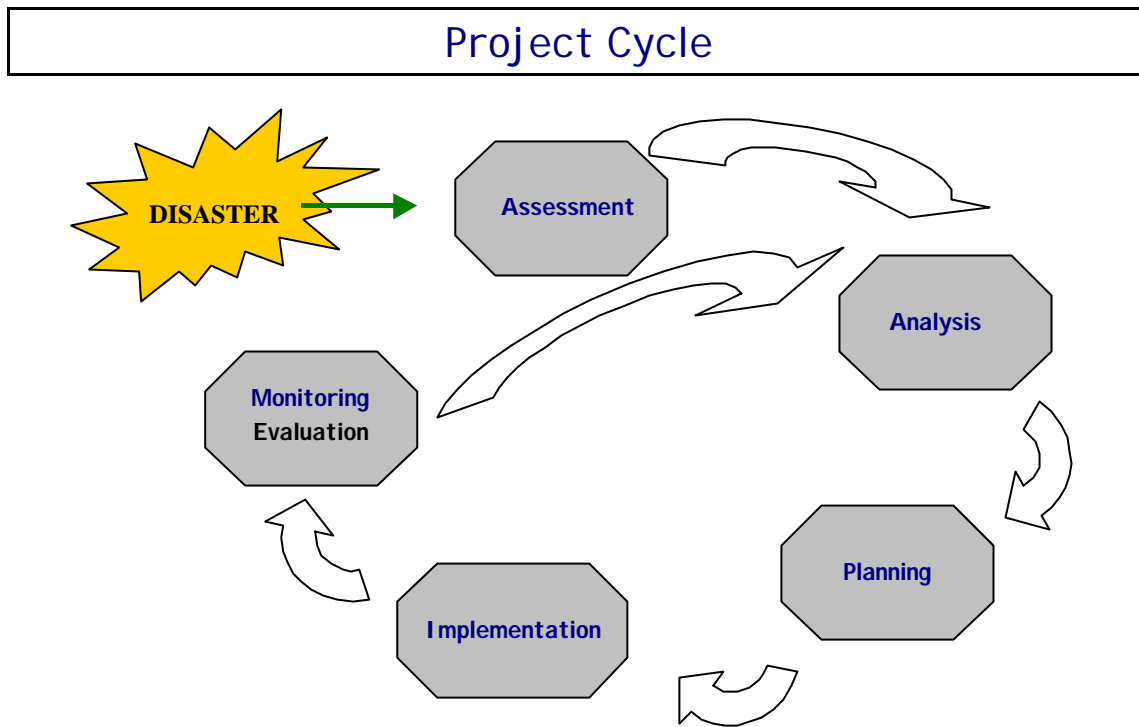 Project Cycle
DISASTER
Assessment
Analysis
Monitoring
Evaluation
Planning
Implementation